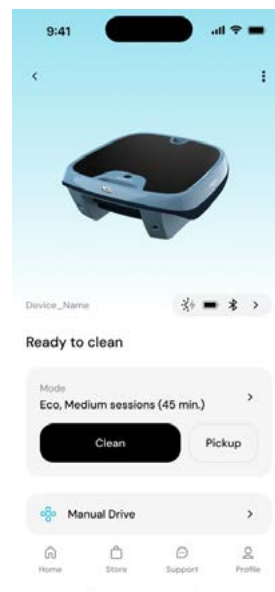 9:41
Device_Name
Ready to clean
Mode
Eco, Medium sessions (45 min.)
Clean
Pickup
Manual Drive
Home
Store
Support
Profile